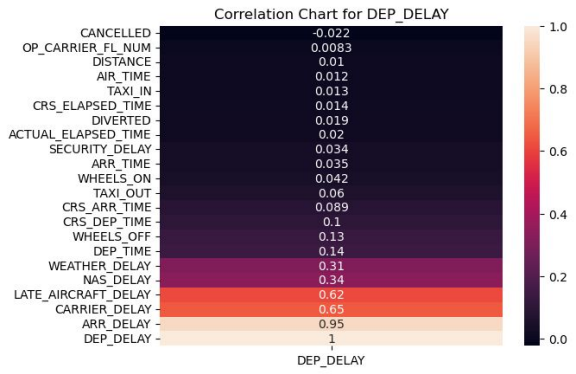 Correlation Chart for DEP_DELAY
CANCELLED -0.022
OP_CARRIER_FL_NUM 0.0083
DISTANCE 0.01
AIR_TIME 0.012
TAXI_IN 0.013
CRS_ELAPSED_TIME 0.014
DIVERTED 0.019
ACTUAL_ELAPSED_TIME 0.02
SECURITY_DELAY 0.034
ARR_TIME 0.035
WHEELS_ON 0.042
TAXI_OUT 0.06
CRS_ARR_TIME 0.089
CRS_DEP_TIME 0.1
WHEELS_OFF 0.13
DEP_TIME 0.14
WEATHER_DELAY 0.31
NAS_DELAY 0.34
LATE_AIRCRAFT_DELAY 0.62
CARRIER_DELAY 0.65
ARR_DELAY 0.95
DEP_DELAY 1
DEP_DELAY
1.0
0.8
0.6
0.4
0.2
0.0